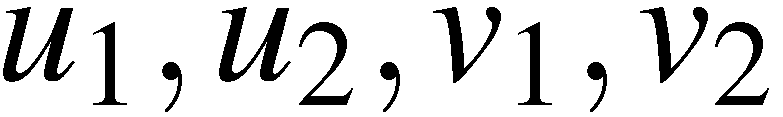 u₁, u₂, v₁, v₂